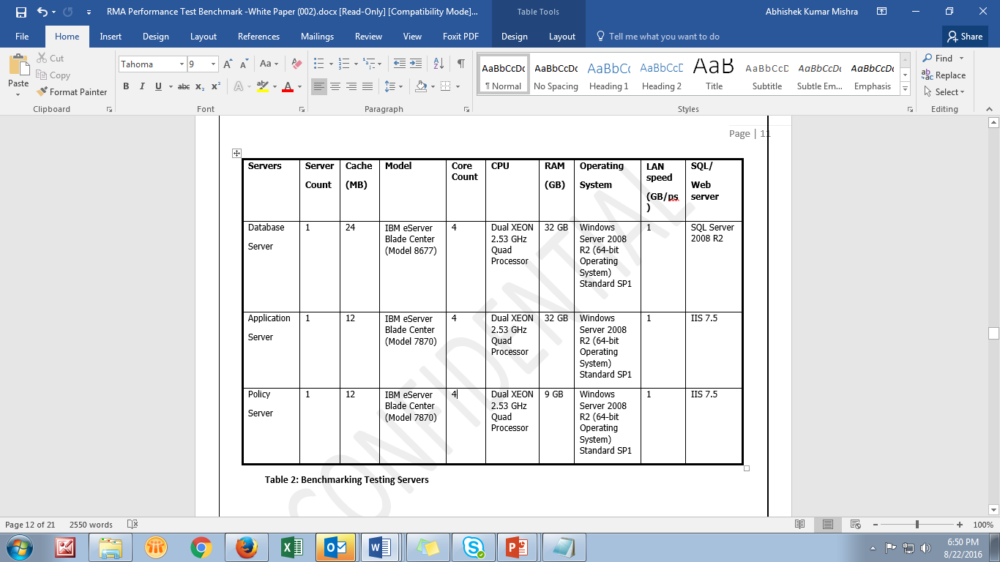 RMA Performance Test Benchmark -White Paper (002).docx [Read-Only] [Compatibility Mode]...
Table Tools
Abhishek Kumar Mishra
File Home Insert Design Layout References Mailings Review View Foxit PDF Design Layout Tell me what you want to do Share
Paste
Cut
Copy
Format Painter
Clipboard
Tahoma 9
B I U abc x₂ x²
Font
Paragraph
AaBbCcDc AaBbCcDc AaBbCc AaBbCcD AaB AaBbCcD AaBbCcDc AaBbCcDc
¶ Normal No Spacing Heading 1 Heading 2 Title Subtitle Subtle Em... Emphasis
Styles
Find
Replace
Select
Editing
Page | 11
Servers
Server
Count
Cache
(MB)
Model
Core
Count
CPU
RAM
(GB)
Operating
System
LAN
speed
(GB/ps
)
SQL/
Web
server
Database
Server
1
24
IBM eServer
Blade Center
(Model 8677)
4
Dual XEON
2.53 GHz
Quad
Processor
32 GB
Windows
Server 2008
R2 (64-bit
Operating
System)
Standard SP1
1
SQL Server
2008 R2
Application
Server
1
12
IBM eServer
Blade Center
(Model 7870)
4
Dual XEON
2.53 GHz
Quad
Processor
32 GB
Windows
Server 2008
R2 (64-bit
Operating
System)
Standard SP1
1
IIS 7.5
Policy
Server
1
12
IBM eServer
Blade Center
(Model 7870)
4
Dual XEON
2.53 GHz
Quad
Processor
9 GB
Windows
Server 2008
R2 (64-bit
Operating
System)
Standard SP1
1
IIS 7.5
CONFIDENTIAL
Table 2: Benchmarking Testing Servers
Page 12 of 21 2550 words
100%
6:50 PM
8/22/2016